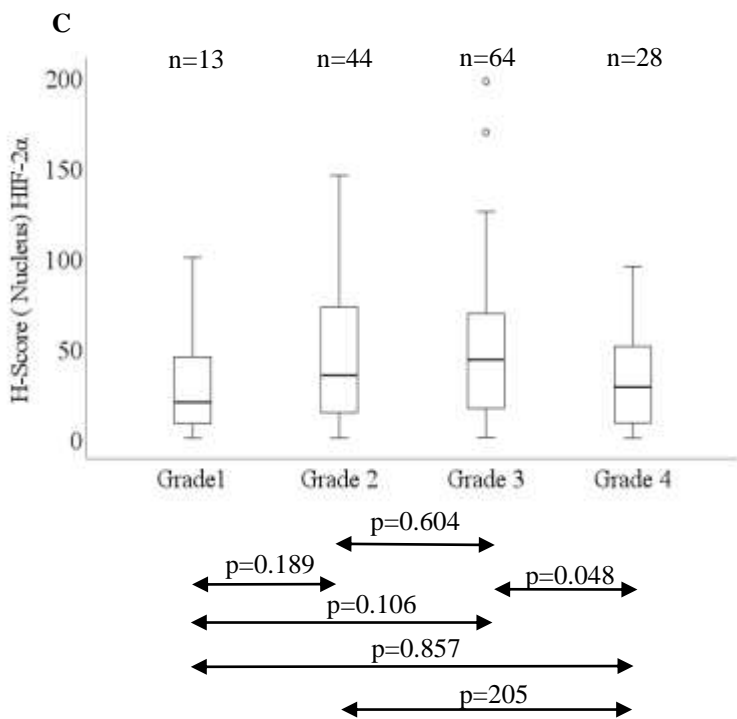 C
n=13 n=44 n=64 n=28
200
150
100
50
0
H-Score ( Nucleus) HIF-2α
Grade1 Grade 2 Grade 3 Grade 4
p=0.604
p=0.189 p=0.048
p=0.106
p=0.857
p=205